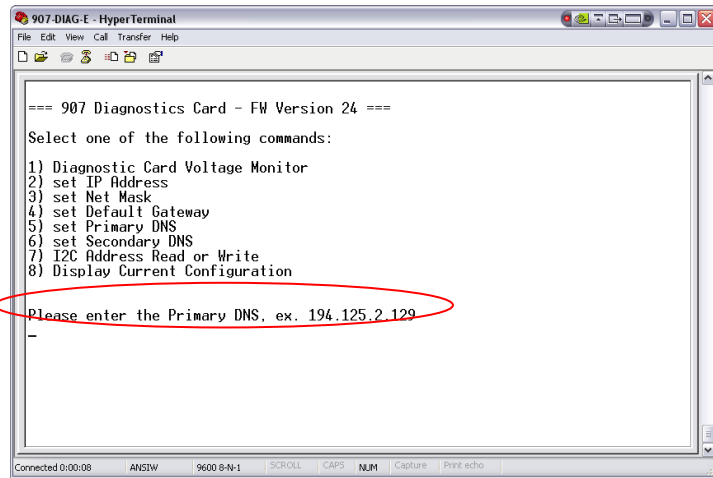 907-DIAG-E - HyperTerminal
File Edit View Call Transfer Help
=== 907 Diagnostics Card - FW Version 24 ===
Select one of the following commands:
1) Diagnostic Card Voltage Monitor
2) set IP Address
3) set Net Mask
4) set Default Gateway
5) set Primary DNS
6) set Secondary DNS
7) I2C Address Read or Write
8) Display Current Configuration
Please enter the Primary DNS, ex. 194.125.2.129
Connected 0:00:08 ANSIW 9600 8-N-1 SCROLL CAPS NUM Capture Print echo